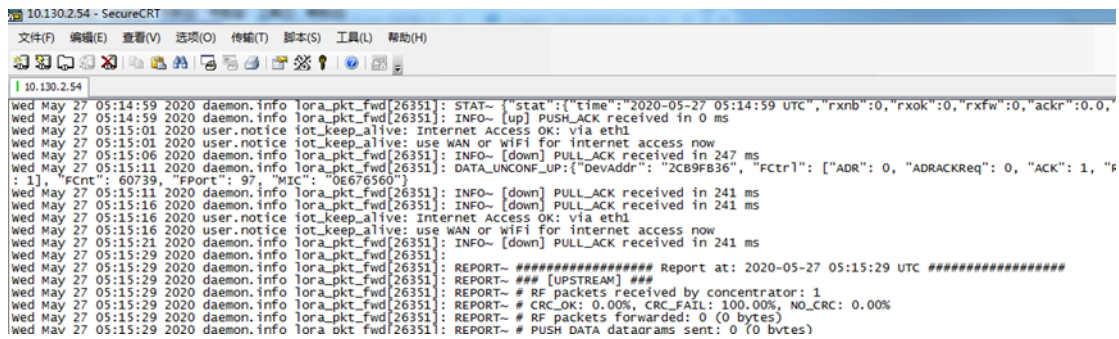 10.130.2.54 - SecureCRT
文件(F) 编辑(E) 查看(V) 选项(O) 传输(T) 脚本(S) 工具(L) 帮助(H)
10.130.2.54
Wed May 27 05:14:59 2020 daemon.info lora_pkt_fwd[26351]: STAT~ {"stat":{"time":"2020-05-27 05:14:59 UTC","rxnb":0,"rxok":0,"rxfw":0,"ackr":0.0,
Wed May 27 05:14:59 2020 daemon.info lora_pkt_fwd[26351]: INFO~ [up] PUSH_ACK received in 0 ms
Wed May 27 05:15:01 2020 user.notice iot_keep_alive: Internet Access OK: via eth1
Wed May 27 05:15:01 2020 user.notice iot_keep_alive: use WAN or WiFi for internet access now
Wed May 27 05:15:06 2020 daemon.info lora_pkt_fwd[26351]: INFO~ [down] PULL_ACK received in 247 ms
Wed May 27 05:15:11 2020 daemon.info lora_pkt_fwd[26351]: DATA_UNCONF_UP:{"DevAddr": "2CB9FB36", "FCtrl": ["ADR": 0, "ADRACKReq": 0, "ACK": 1, "F
: 1], "FCnt": 60739, "FPort": 97, "MIC": "0E676560"}
Wed May 27 05:15:11 2020 daemon.info lora_pkt_fwd[26351]: INFO~ [down] PULL_ACK received in 241 ms
Wed May 27 05:15:16 2020 daemon.info lora_pkt_fwd[26351]: INFO~ [down] PULL_ACK received in 241 ms
Wed May 27 05:15:16 2020 user.notice iot_keep_alive: Internet Access OK: via eth1
Wed May 27 05:15:16 2020 user.notice iot_keep_alive: use WAN or WiFi for internet access now
Wed May 27 05:15:21 2020 daemon.info lora_pkt_fwd[26351]: INFO~ [down] PULL_ACK received in 241 ms
Wed May 27 05:15:29 2020 daemon.info lora_pkt_fwd[26351]:
Wed May 27 05:15:29 2020 daemon.info lora_pkt_fwd[26351]: REPORT~ ################## Report at: 2020-05-27 05:15:29 UTC ##################
Wed May 27 05:15:29 2020 daemon.info lora_pkt_fwd[26351]: REPORT~ ### [UPSTREAM] ###
Wed May 27 05:15:29 2020 daemon.info lora_pkt_fwd[26351]: REPORT~ # RF packets received by concentrator: 1
Wed May 27 05:15:29 2020 daemon.info lora_pkt_fwd[26351]: REPORT~ # CRC_OK: 0.00%, CRC_FAIL: 100.00%, NO_CRC: 0.00%
Wed May 27 05:15:29 2020 daemon.info lora_pkt_fwd[26351]: REPORT~ # RF packets forwarded: 0 (0 bytes)
Wed May 27 05:15:29 2020 daemon.info lora_pkt_fwd[26351]: REPORT~ # PUSH_DATA datagrams sent: 0 (0 bytes)